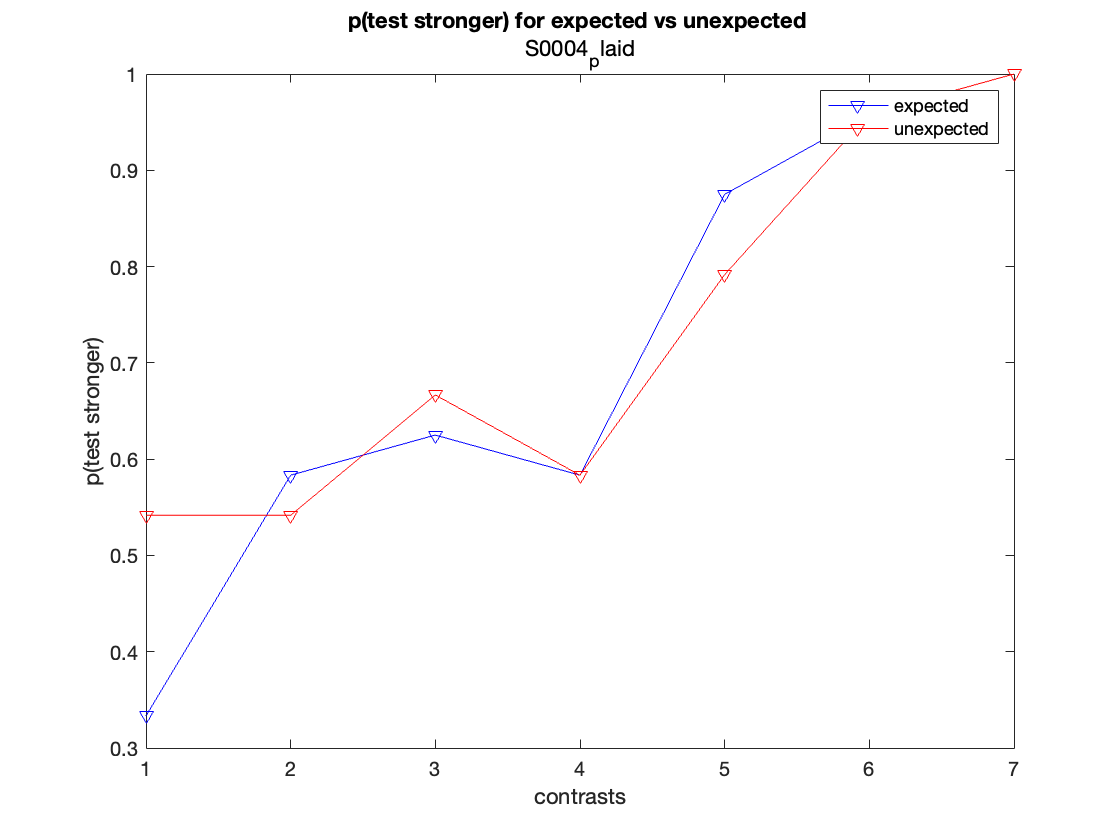 p(test stronger) for expected vs unexpected
S0004_plaid
1
0.9
0.8
0.7
0.6
0.5
0.4
0.3
p(test stronger)
expected
unexpected
1 2 3 4 5 6 7
contrasts